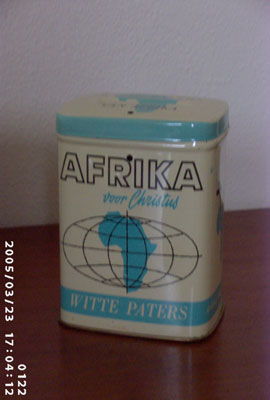 AFRIKA
voor Christus
WITTE PATERS
2005/03/23 17:04:12
0122